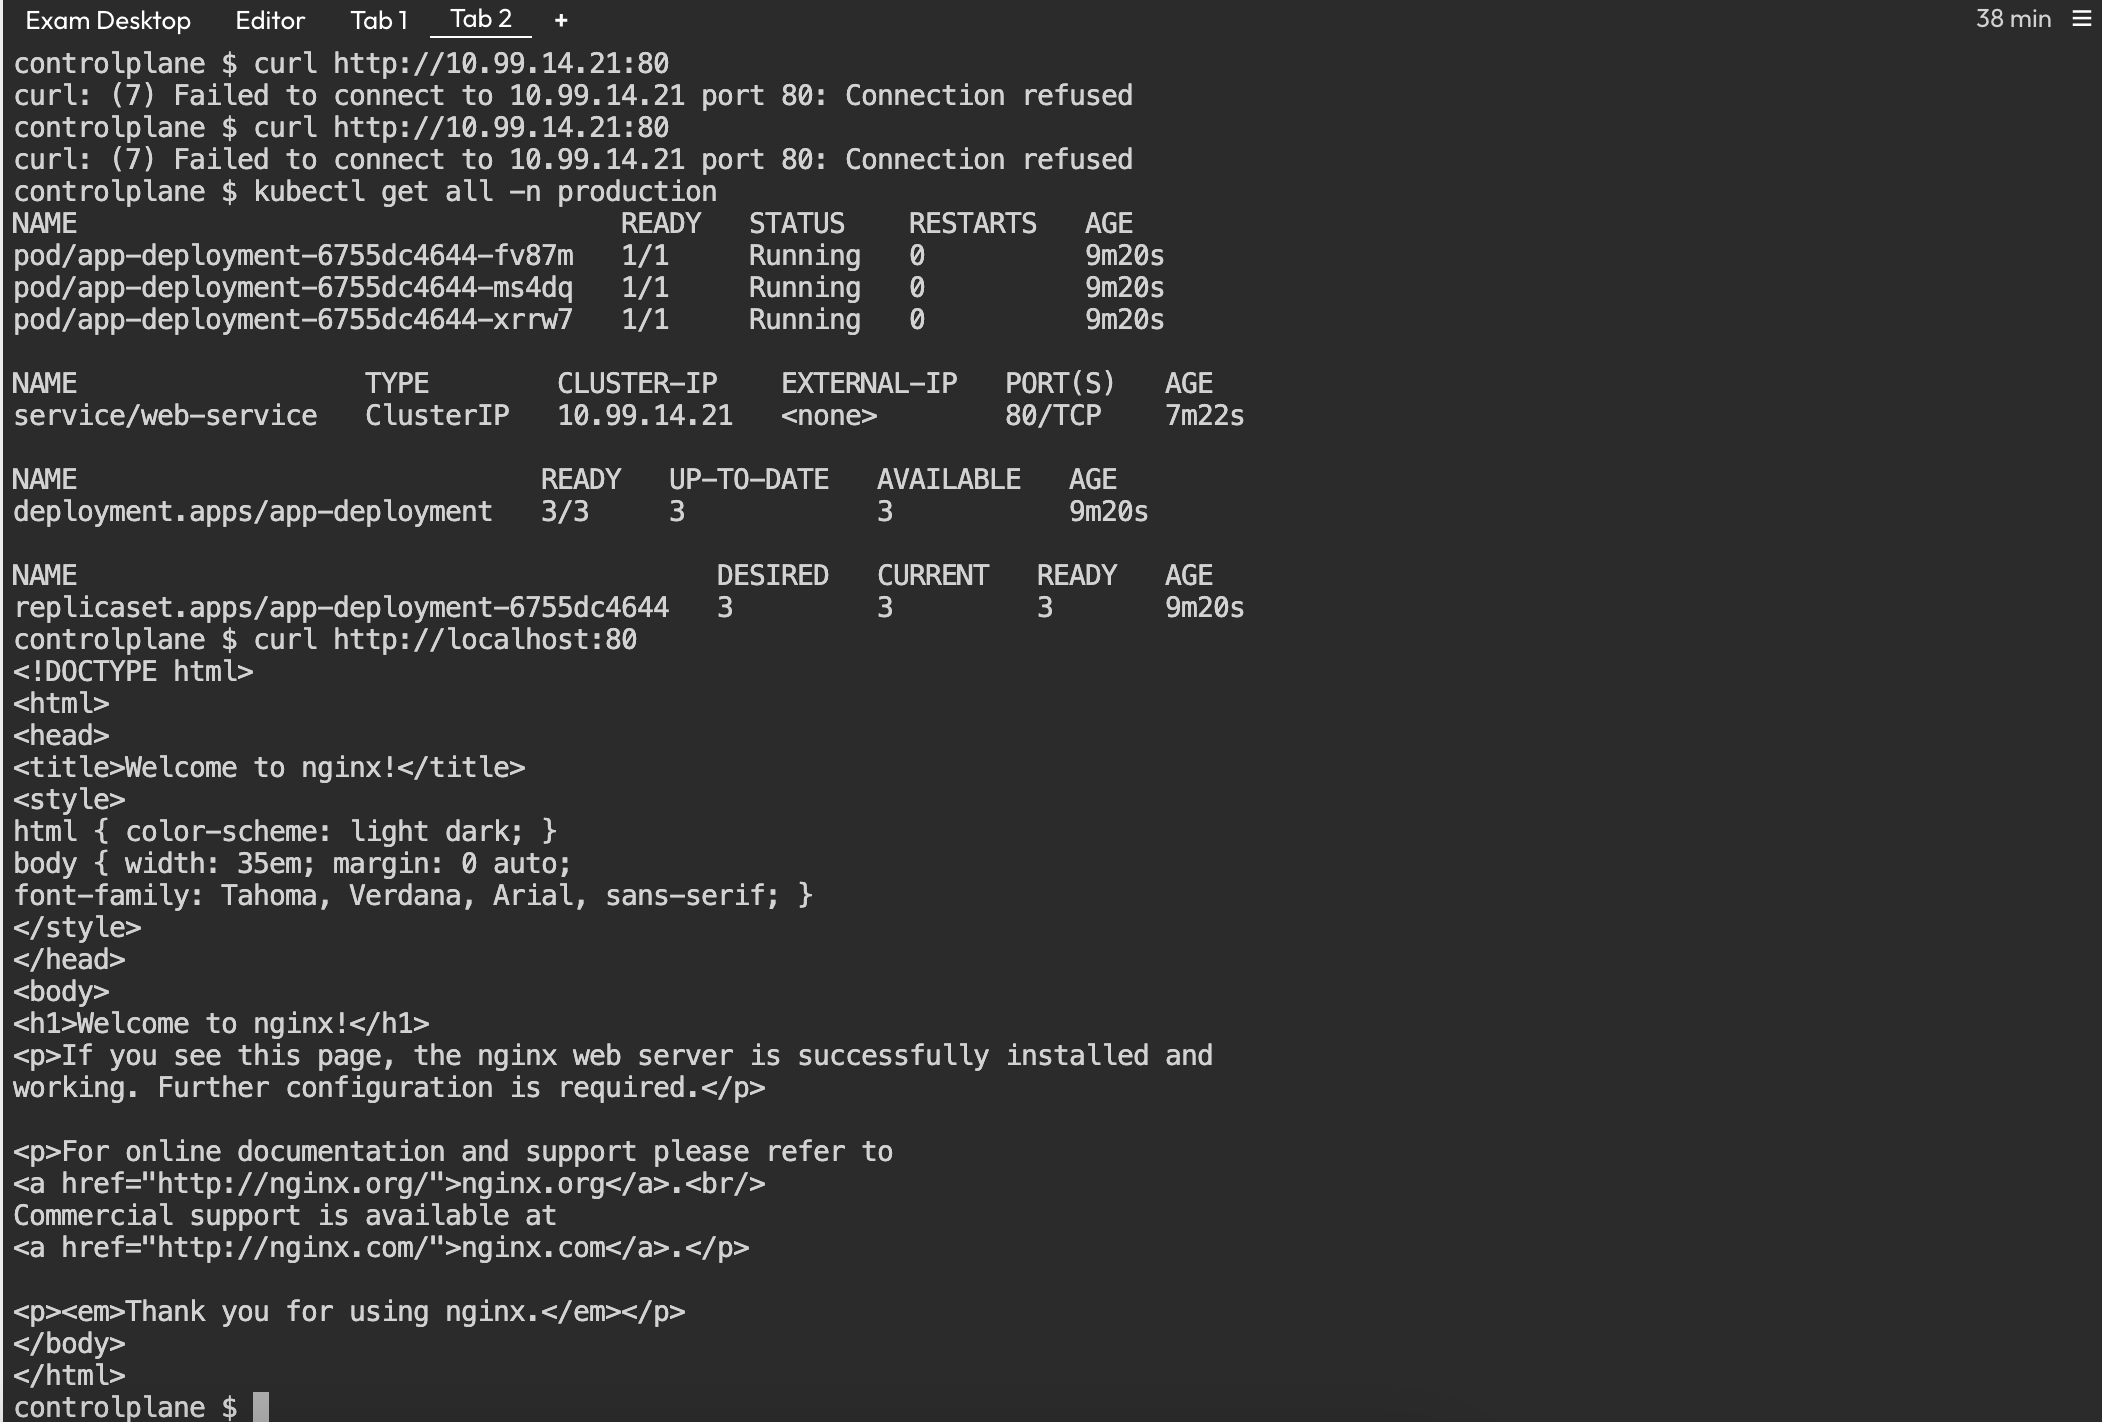 Exam Desktop Editor Tab 1 Tab 2 + 38 min
controlplane $ curl http://10.99.14.21:80
curl: (7) Failed to connect to 10.99.14.21 port 80: Connection refused
controlplane $ curl http://10.99.14.21:80
curl: (7) Failed to connect to 10.99.14.21 port 80: Connection refused
controlplane $ kubectl get all -n production
NAME READY STATUS RESTARTS AGE
pod/app-deployment-6755dc4644-fv87m 1/1 Running 0 9m20s
pod/app-deployment-6755dc4644-ms4dq 1/1 Running 0 9m20s
pod/app-deployment-6755dc4644-xrrw7 1/1 Running 0 9m20s
NAME TYPE CLUSTER-IP EXTERNAL-IP PORT(S) AGE
service/web-service ClusterIP 10.99.14.21 <none> 80/TCP 7m22s
NAME READY UP-TO-DATE AVAILABLE AGE
deployment.apps/app-deployment 3/3 3 3 9m20s
NAME DESIRED CURRENT READY AGE
replicaset.apps/app-deployment-6755dc4644 3 3 3 9m20s
controlplane $ curl http://localhost:80
<!DOCTYPE html>
<html>
<head>
<title>Welcome to nginx!</title>
<style>
html { color-scheme: light dark; }
body { width: 35em; margin: 0 auto;
font-family: Tahoma, Verdana, Arial, sans-serif; }
</style>
</head>
<body>
<h1>Welcome to nginx!</h1>
<p>If you see this page, the nginx web server is successfully installed and
working. Further configuration is required.</p>
<p>For online documentation and support please refer to
<a href="http://nginx.org/">nginx.org</a>.<br/>
Commercial support is available at
<a href="http://nginx.com/">nginx.com</a>.</p>
<p><em>Thank you for using nginx.</em></p>
</body>
</html>
controlplane $